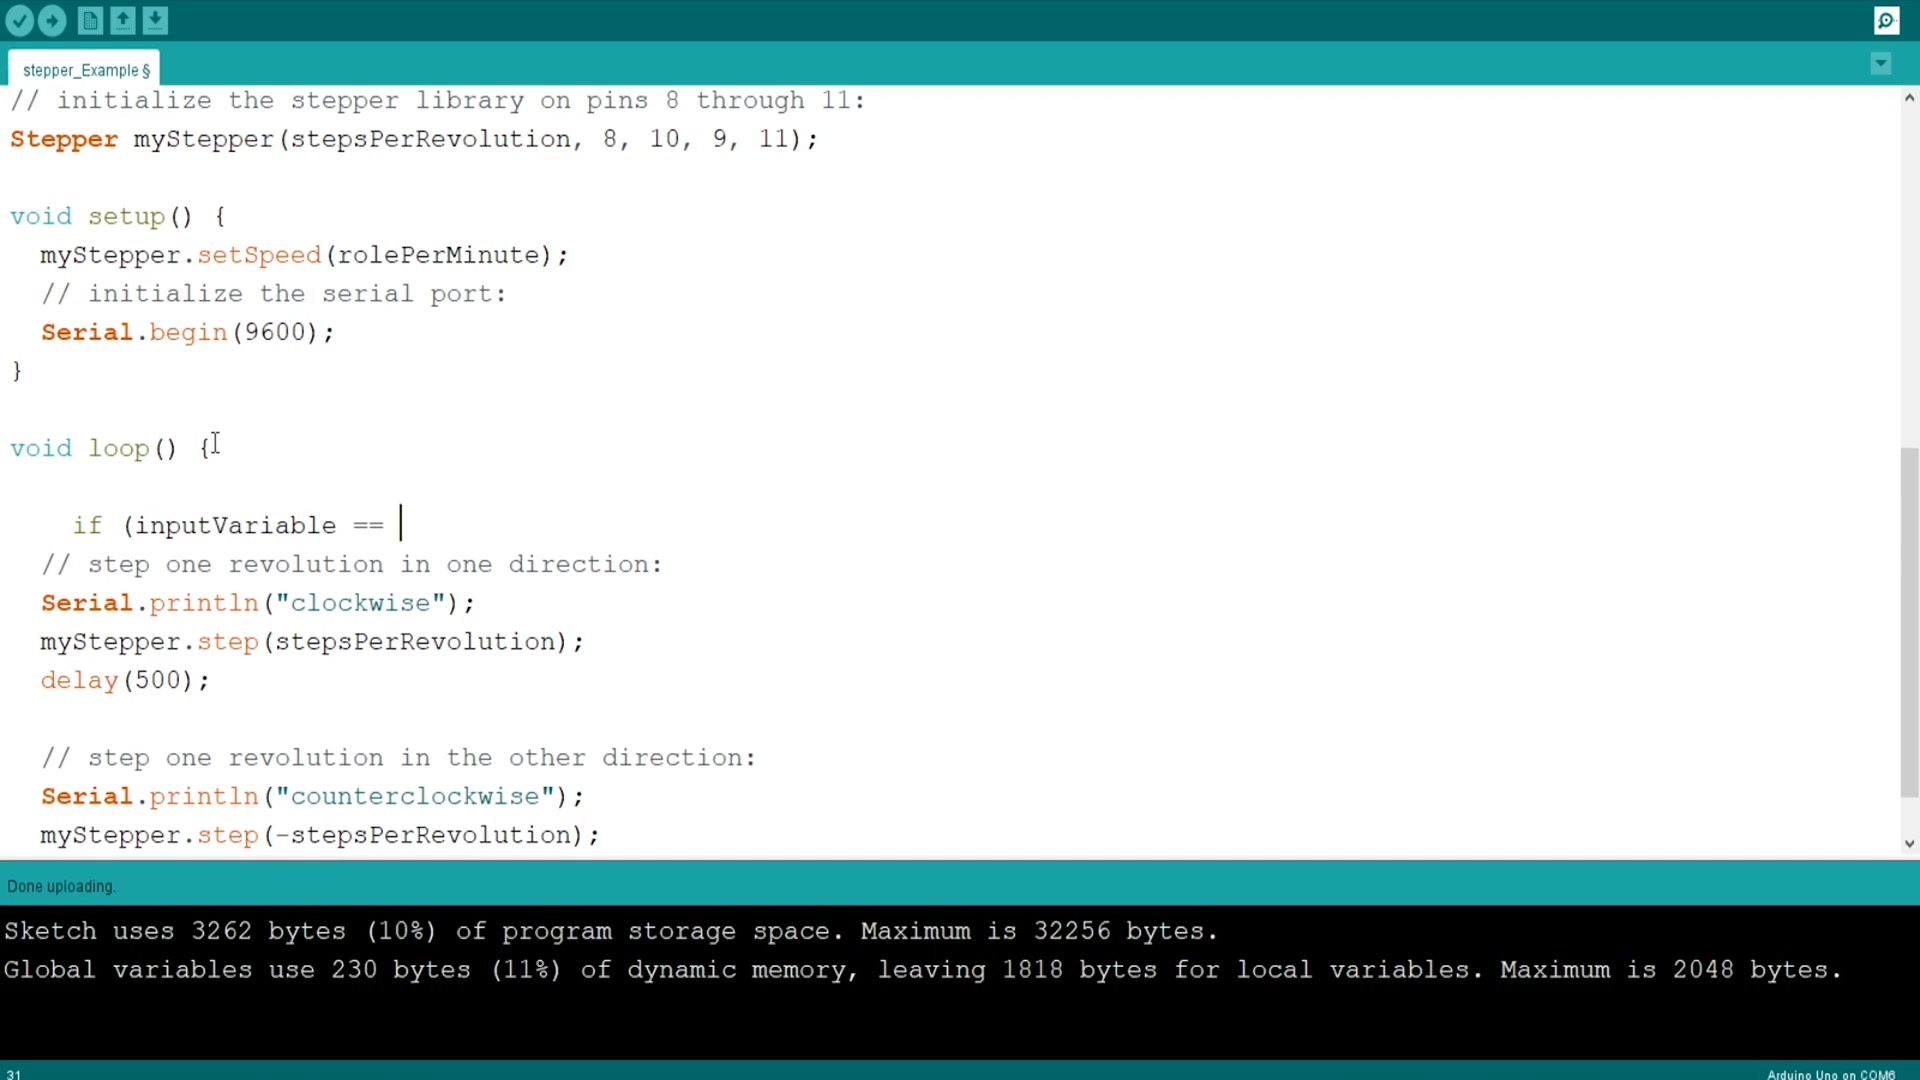 stepper_Example §
// initialize the stepper library on pins 8 through 11:
Stepper myStepper(stepsPerRevolution, 8, 10, 9, 11);
void setup() {
myStepper.setSpeed(rolePerMinute);
// initialize the serial port:
Serial.begin(9600);
}
void loop() {
if (inputVariable ==
// step one revolution in one direction:
Serial.println("clockwise");
myStepper.step(stepsPerRevolution);
delay(500);
// step one revolution in the other direction:
Serial.println("counterclockwise");
myStepper.step(-stepsPerRevolution);
Done uploading.
Sketch uses 3262 bytes (10%) of program storage space. Maximum is 32256 bytes.
Global variables use 230 bytes (11%) of dynamic memory, leaving 1818 bytes for local variables. Maximum is 2048 bytes.
31
Arduino Uno on COM6